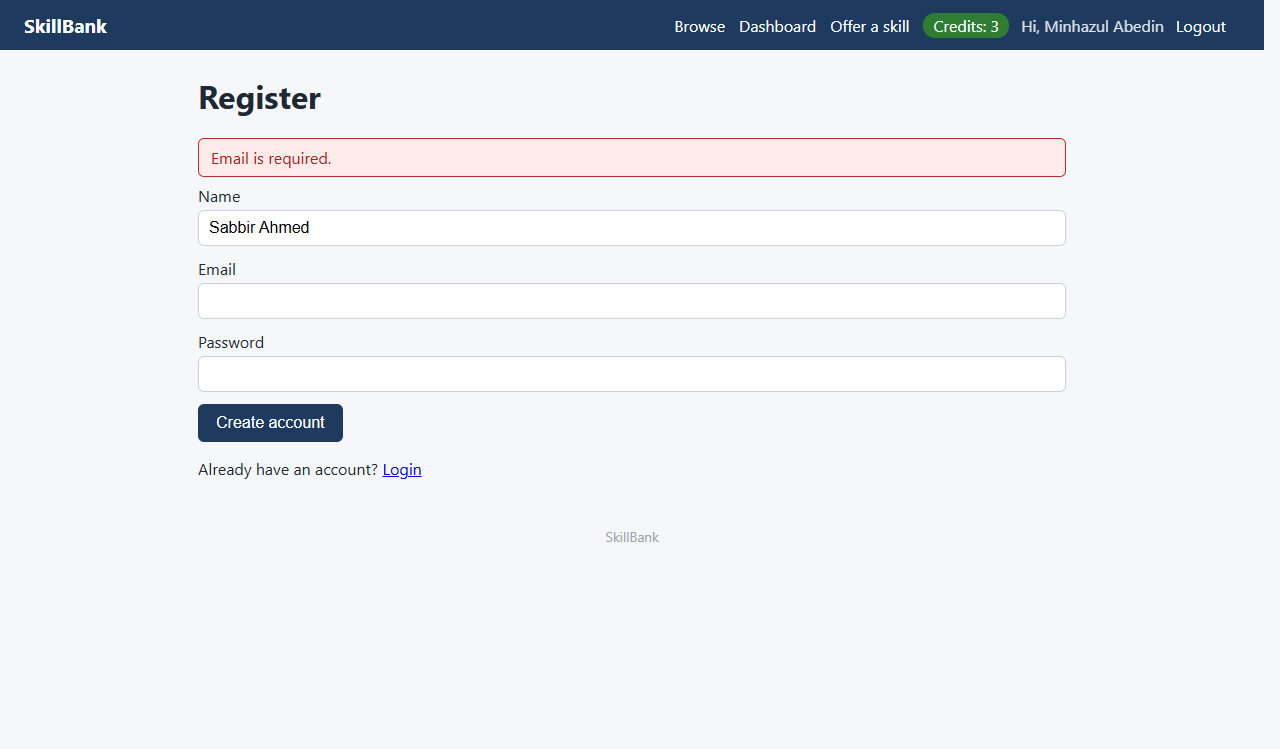 SkillBank Browse Dashboard Offer a skill Credits: 3 Hi, Minhazul Abedin Logout
Register
Email is required.
Name
Sabbir Ahmed
Email
Password
Create account
Already have an account? Login
SkillBank